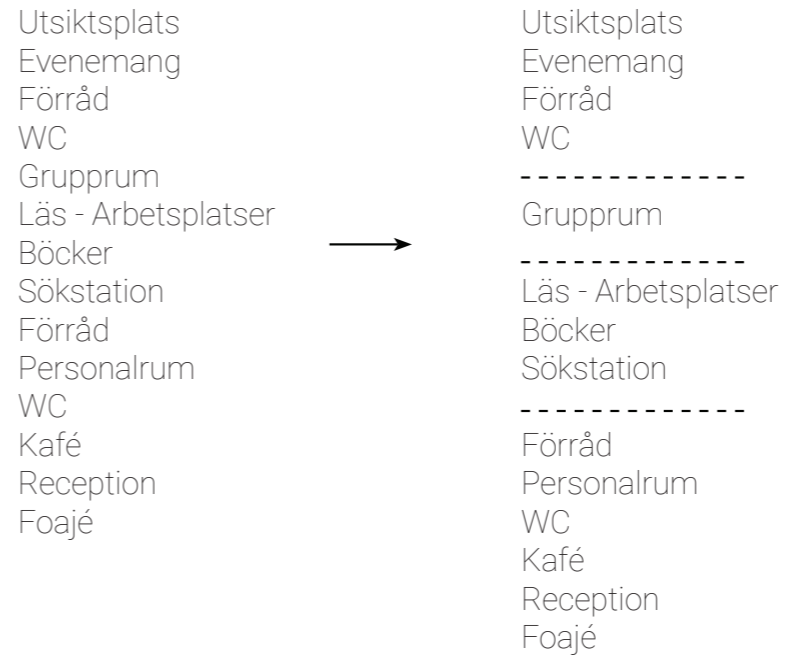 Utsiktsplats
Evenemang
Förråd
WC
Grupprum
Läs - Arbetsplatser
Böcker
Sökstation
Förråd
Personalrum
WC
Kafé
Reception
Foajé
Utsiktsplats
Evenemang
Förråd
WC
Grupprum
Läs - Arbetsplatser
Böcker
Sökstation
Förråd
Personalrum
WC
Kafé
Reception
Foajé